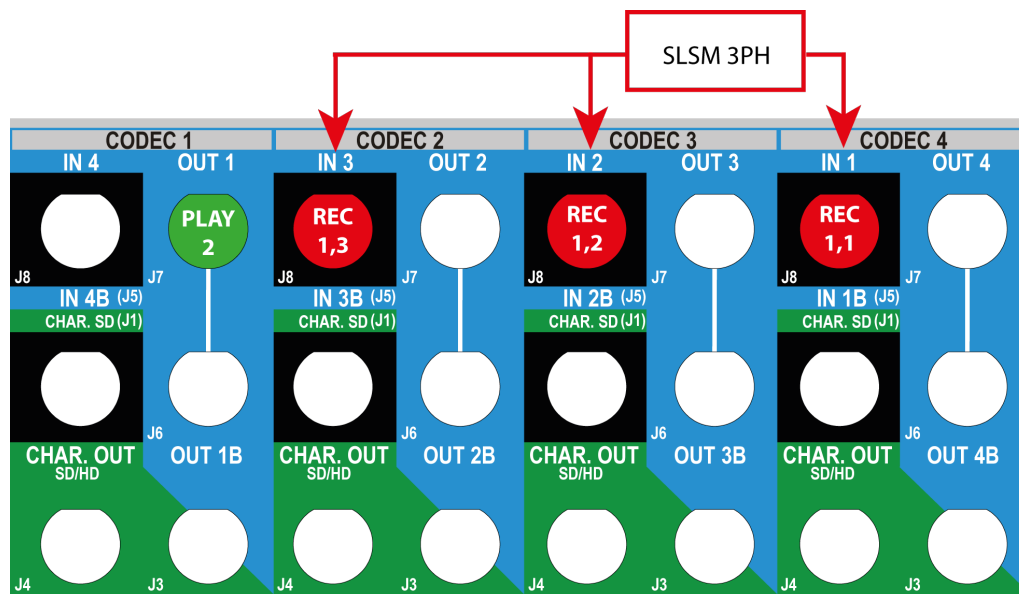 SLSM 3PH
CODEC 1 CODEC 2 CODEC 3 CODEC 4
IN 4 OUT 1 IN 3 OUT 2 IN 2 OUT 3 IN 1 OUT 4
PLAY REC REC REC
2 1,3 1,2 1,1
J8 J7 J8 J7 J8 J7 J8 J7
IN 4B (J5) IN 3B (J5) IN 2B (J5) IN 1B (J5)
CHAR. SD (J1) CHAR. SD (J1) CHAR. SD (J1) CHAR. SD (J1)
J6 J6 J6 J6
CHAR. OUT OUT 1B CHAR. OUT OUT 2B CHAR. OUT OUT 3B CHAR. OUT OUT 4B
SD/HD SD/HD SD/HD SD/HD
J4 J3 J4 J3 J4 J3 J4 J3